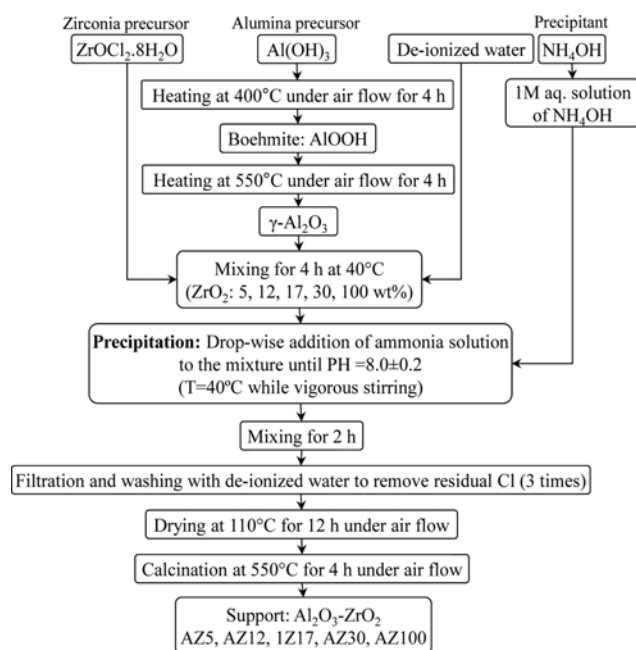 Zirconia precursor
Alumina precursor
Precipitant
ZrOCl₂.8H₂O
Al(OH)₃
De-ionized water
NH₄OH
Heating at 400°C under air flow for 4 h
1M aq. solution
of NH₄OH
Boehmite: AlOOH
Heating at 550°C under air flow for 4 h
γ-Al₂O₃
Mixing for 4 h at 40°C
(ZrO₂: 5, 12, 17, 30, 100 wt%)
Precipitation: Drop-wise addition of ammonia solution
to the mixture until PH =8.0±0.2
(T=40ºC while vigorous stirring)
Mixing for 2 h
Filtration and washing with de-ionized water to remove residual Cl (3 times)
Drying at 110°C for 12 h under air flow
Calcination at 550°C for 4 h under air flow
Support: Al₂O₃-ZrO₂
AZ5, AZ12, 1Z17, AZ30, AZ100